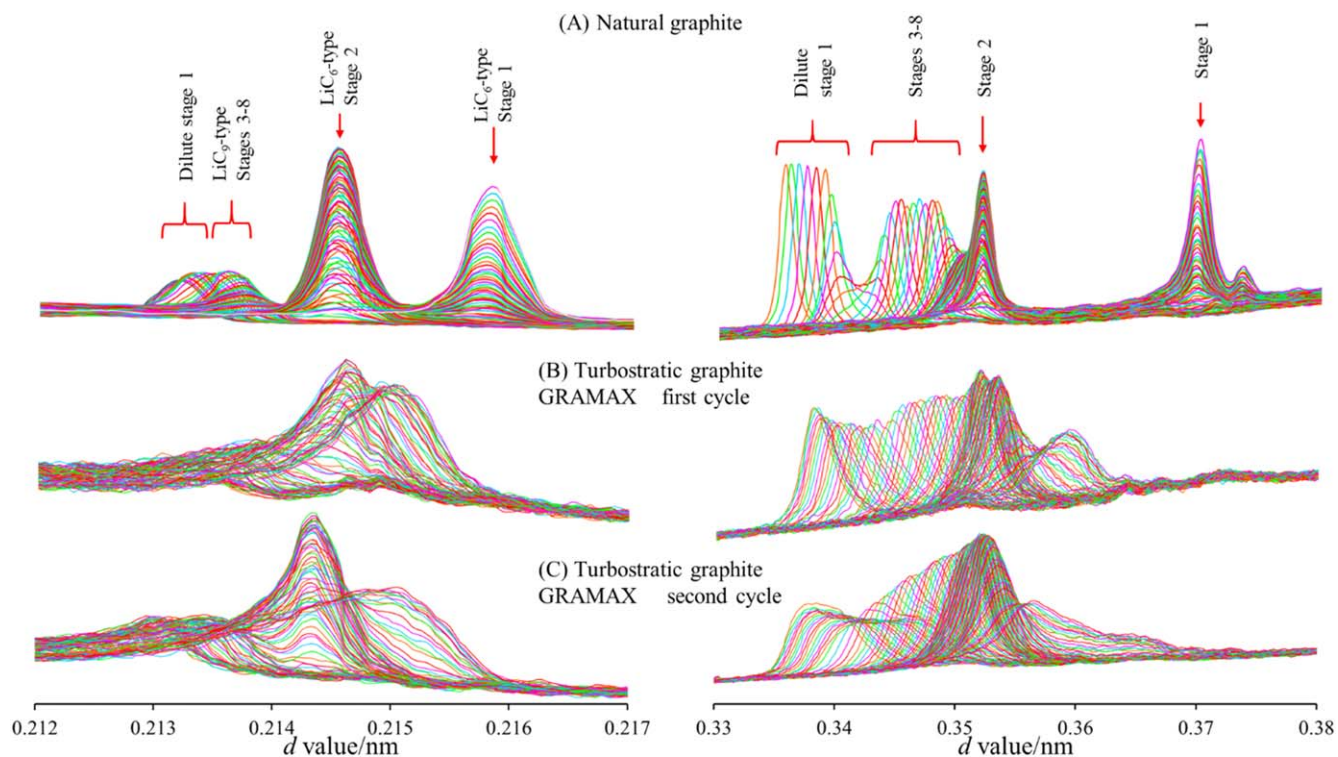 (A) Natural graphite
Dilute stage 1
LiC₉-type
Stages 3-8
LiC₆-type
Stage 2
LiC₆-type
Stage 1
Dilute
stage 1
Stages 3-8
Stage 2
Stage 1
(B) Turbostratic graphite
GRAMAX first cycle
(C) Turbostratic graphite
GRAMAX second cycle
0.212 0.213 0.214 0.215 0.216 0.217
d value/nm
0.33 0.34 0.35 0.36 0.37 0.38
d value/nm